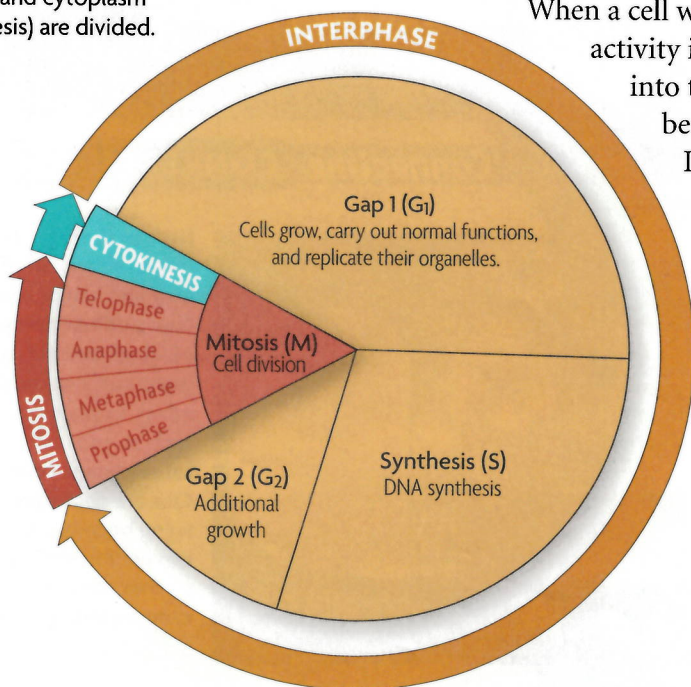 and cytoplasm
esis) are divided.
When a cell w
activity i
into t
be
INTERPHASE
Gap 1 (G₁)
Cells grow, carry out normal functions,
and replicate their organelles.
CYTOKINESIS
Telophase
Anaphase
Metaphase
Prophase
Mitosis (M)
Cell division
MITOSIS
Gap 2 (G₂)
Additional
growth
Synthesis (S)
DNA synthesis